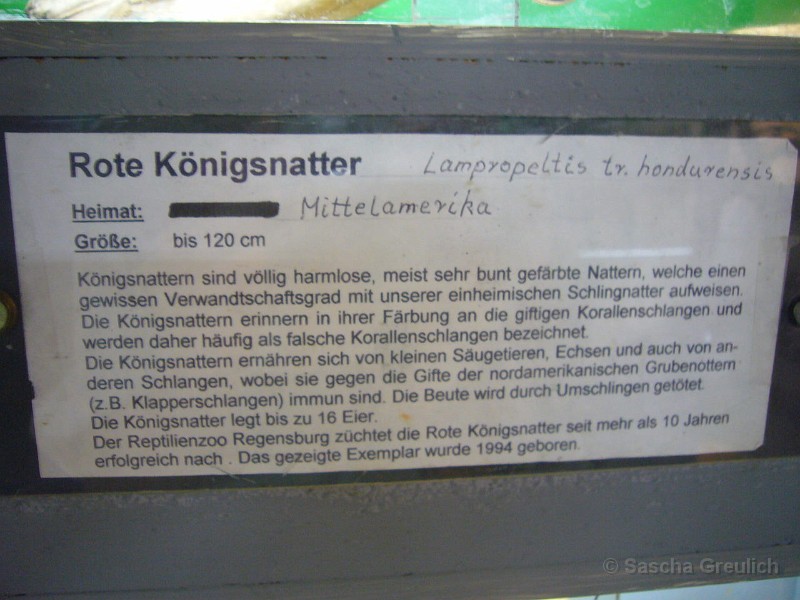 Rote Königsnatter Lampropeltis tr. hondurensis
Heimat: Mittelamerika
Größe: bis 120 cm
Königsnattern sind völlig harmlose, meist sehr bunt gefärbte Nattern, welche einen
gewissen Verwandtschaftsgrad mit unserer einheimischen Schlingnatter aufweisen.
Die Königsnattern erinnern in ihrer Färbung an die giftigen Korallenschlangen und
werden daher häufig als falsche Korallenschlangen bezeichnet.
Die Königsnattern ernähren sich von kleinen Säugetieren, Echsen und auch von an-
deren Schlangen, wobei sie gegen die Gifte der nordamerikanischen Grubenottern
(z.B. Klapperschlangen) immun sind. Die Beute wird durch Umschlingen getötet.
Die Königsnatter legt bis zu 16 Eier.
Der Reptilienzoo Regensburg züchtet die Rote Königsnatter seit mehr als 10 Jahren
erfolgreich nach . Das gezeigte Exemplar wurde 1994 geboren.
© Sascha Greulich